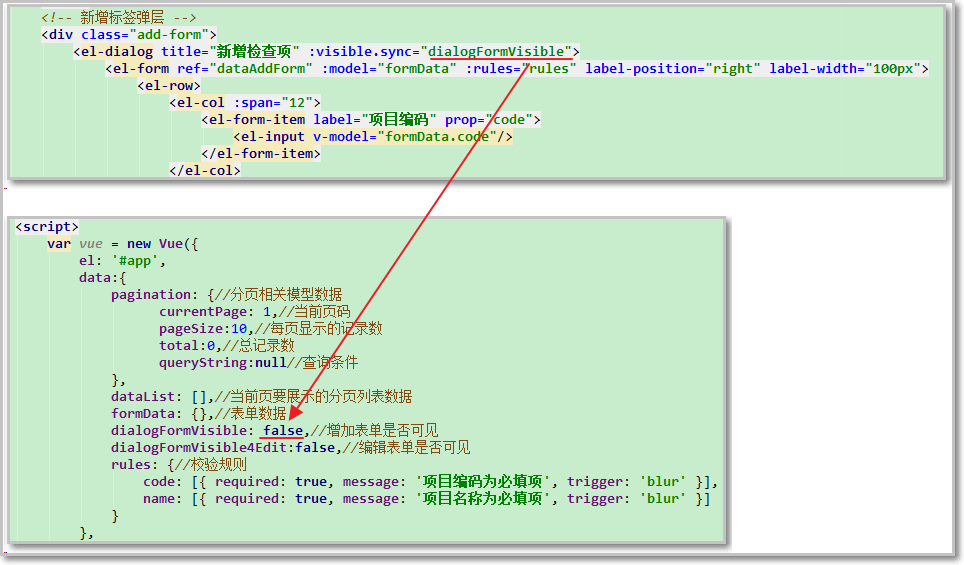 <!-- 新增标签弹层 -->
<div class="add-form">
<el-dialog title="新增检查项" :visible.sync="dialogFormVisible">
<el-form ref="dataAddForm" :model="formData" :rules="rules" label-position="right" label-width="100px">
<el-row>
<el-col :span="12">
<el-form-item label="项目编码" prop="code">
<el-input v-model="formData.code"/>
</el-form-item>
</el-col>
<script>
var vue = new Vue({
el: '#app',
data:{
pagination: {//分页相关模型数据
currentPage: 1,//当前页码
pageSize:10,//每页显示的记录数
total:0,//总记录数
queryString:null//查询条件
},
dataList: [],//当前页要展示的分页列表数据
formData: {},//表单数据
dialogFormVisible: false,//增加表单是否可见
dialogFormVisible4Edit:false,//编辑表单是否可见
rules: {//校验规则
code: [{ required: true, message: '项目编码为必填项', trigger: 'blur' }],
name: [{ required: true, message: '项目名称为必填项', trigger: 'blur' }]
}
},